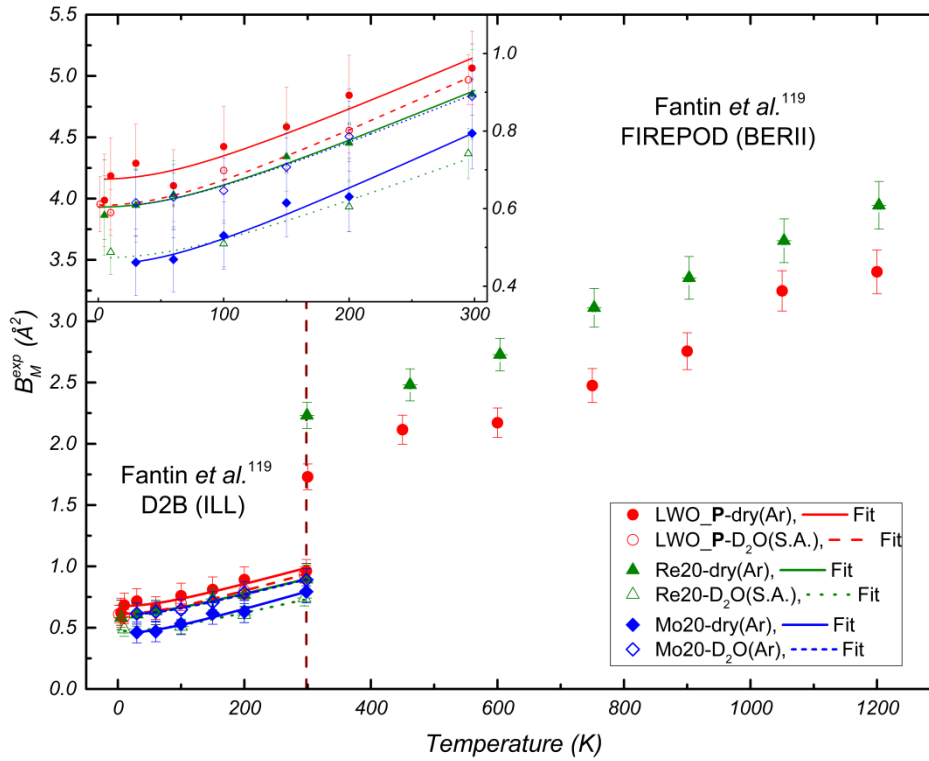 5.5
5.0
4.5
4.0
3.5
3.0
2.5
2.0
1.5
1.0
0.5
0.0
B_M^exp (Å²)
1.0
0.8
0.6
0.4
0 100 200 300
Fantin et al.¹¹⁹
FIREPOD (BERII)
Fantin et al.¹¹⁹
D2B (ILL)
LWO_P-dry(Ar), Fit
LWO_P-D₂O(S.A.), Fit
Re20-dry(Ar), Fit
Re20-D₂O(S.A.), Fit
Mo20-dry(Ar), Fit
Mo20-D₂O(Ar), Fit
0 200 400 600 800 1000 1200
Temperature (K)